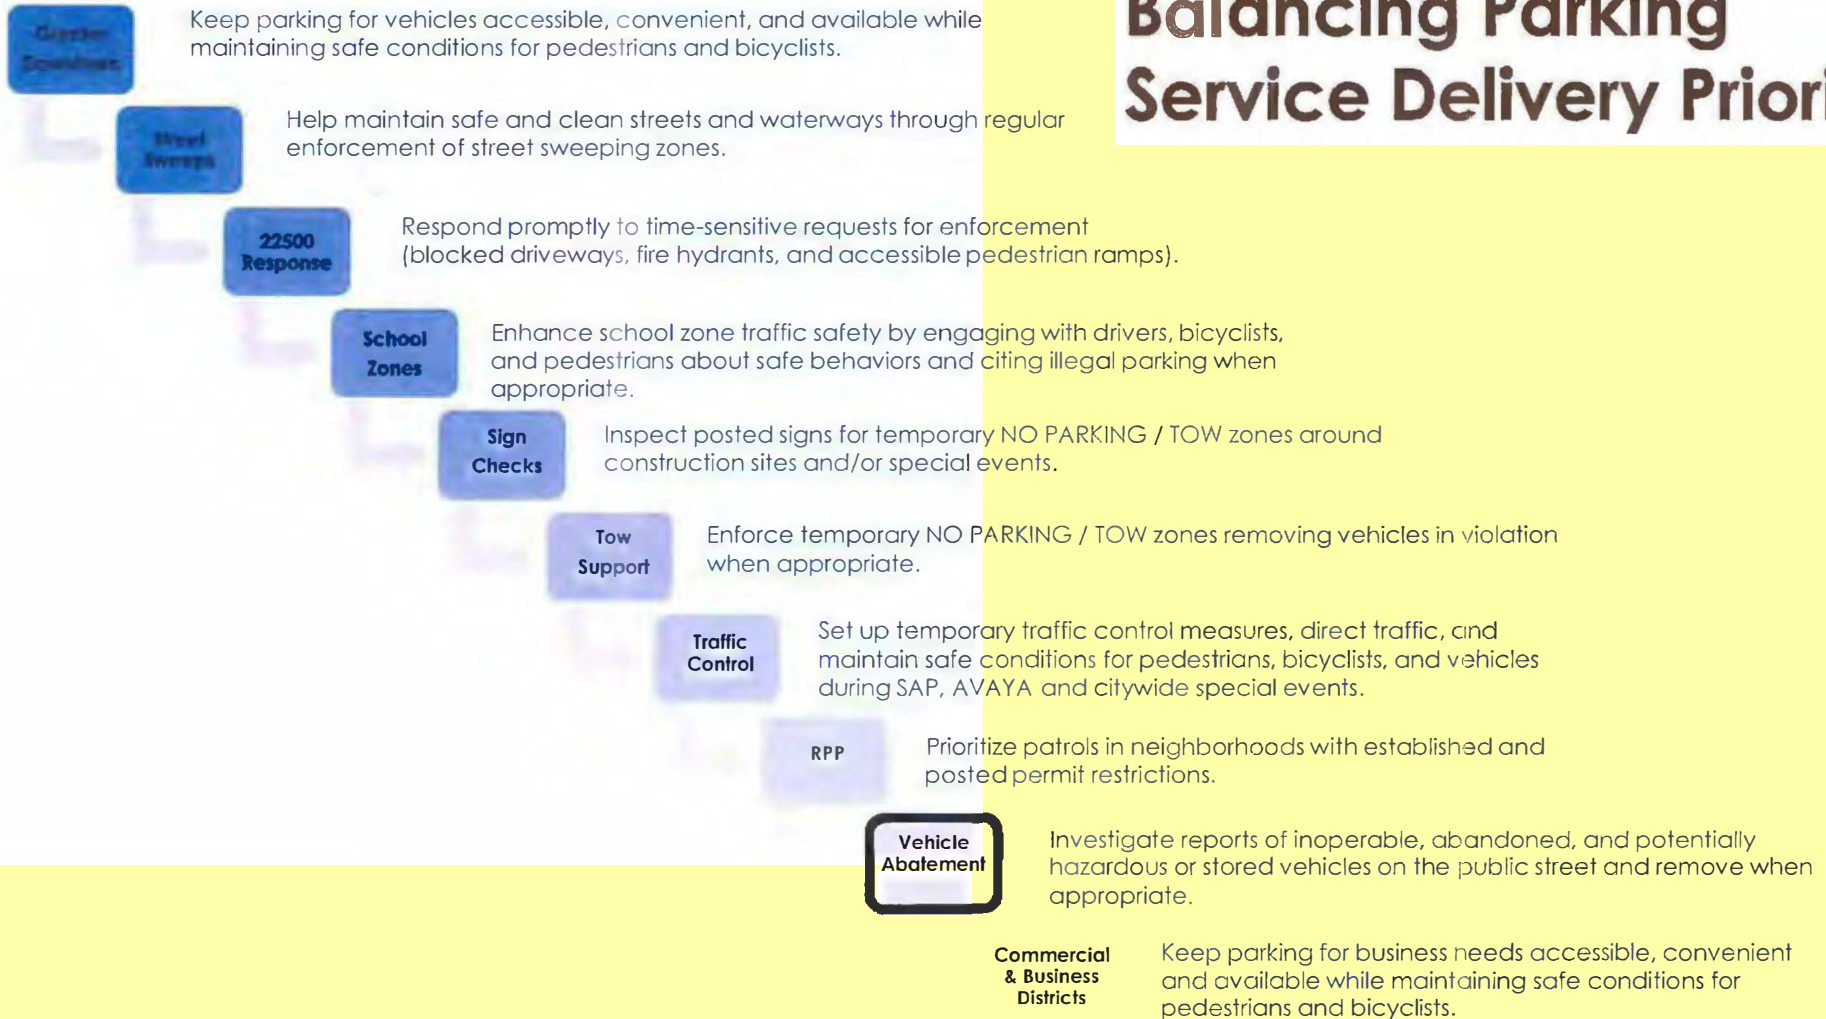 Balancing Parking
Service Delivery Priori
Greater
Downtown
Keep parking for vehicles accessible, convenient, and available while
maintaining safe conditions for pedestrians and bicyclists.
Street
Sweeps
Help maintain safe and clean streets and waterways through regular
enforcement of street sweeping zones.
22500
Response
Respond promptly to time-sensitive requests for enforcement
(blocked driveways, fire hydrants, and accessible pedestrian ramps).
School
Zones
Enhance school zone traffic safety by engaging with drivers, bicyclists,
and pedestrians about safe behaviors and citing illegal parking when
appropriate.
Sign
Checks
Inspect posted signs for temporary NO PARKING / TOW zones around
construction sites and/or special events.
Tow
Support
Enforce temporary NO PARKING / TOW zones removing vehicles in violation
when appropriate.
Traffic
Control
Set up temporary traffic control measures, direct traffic, and
maintain safe conditions for pedestrians, bicyclists, and vehicles
during SAP, AVAYA and citywide special events.
RPP
Prioritize patrols in neighborhoods with established and
posted permit restrictions.
Vehicle
Abatement
Investigate reports of inoperable, abandoned, and potentially
hazardous or stored vehicles on the public street and remove when
appropriate.
Commercial
& Business
Districts
Keep parking for business needs accessible, convenient
and available while maintaining safe conditions for
pedestrians and bicyclists.